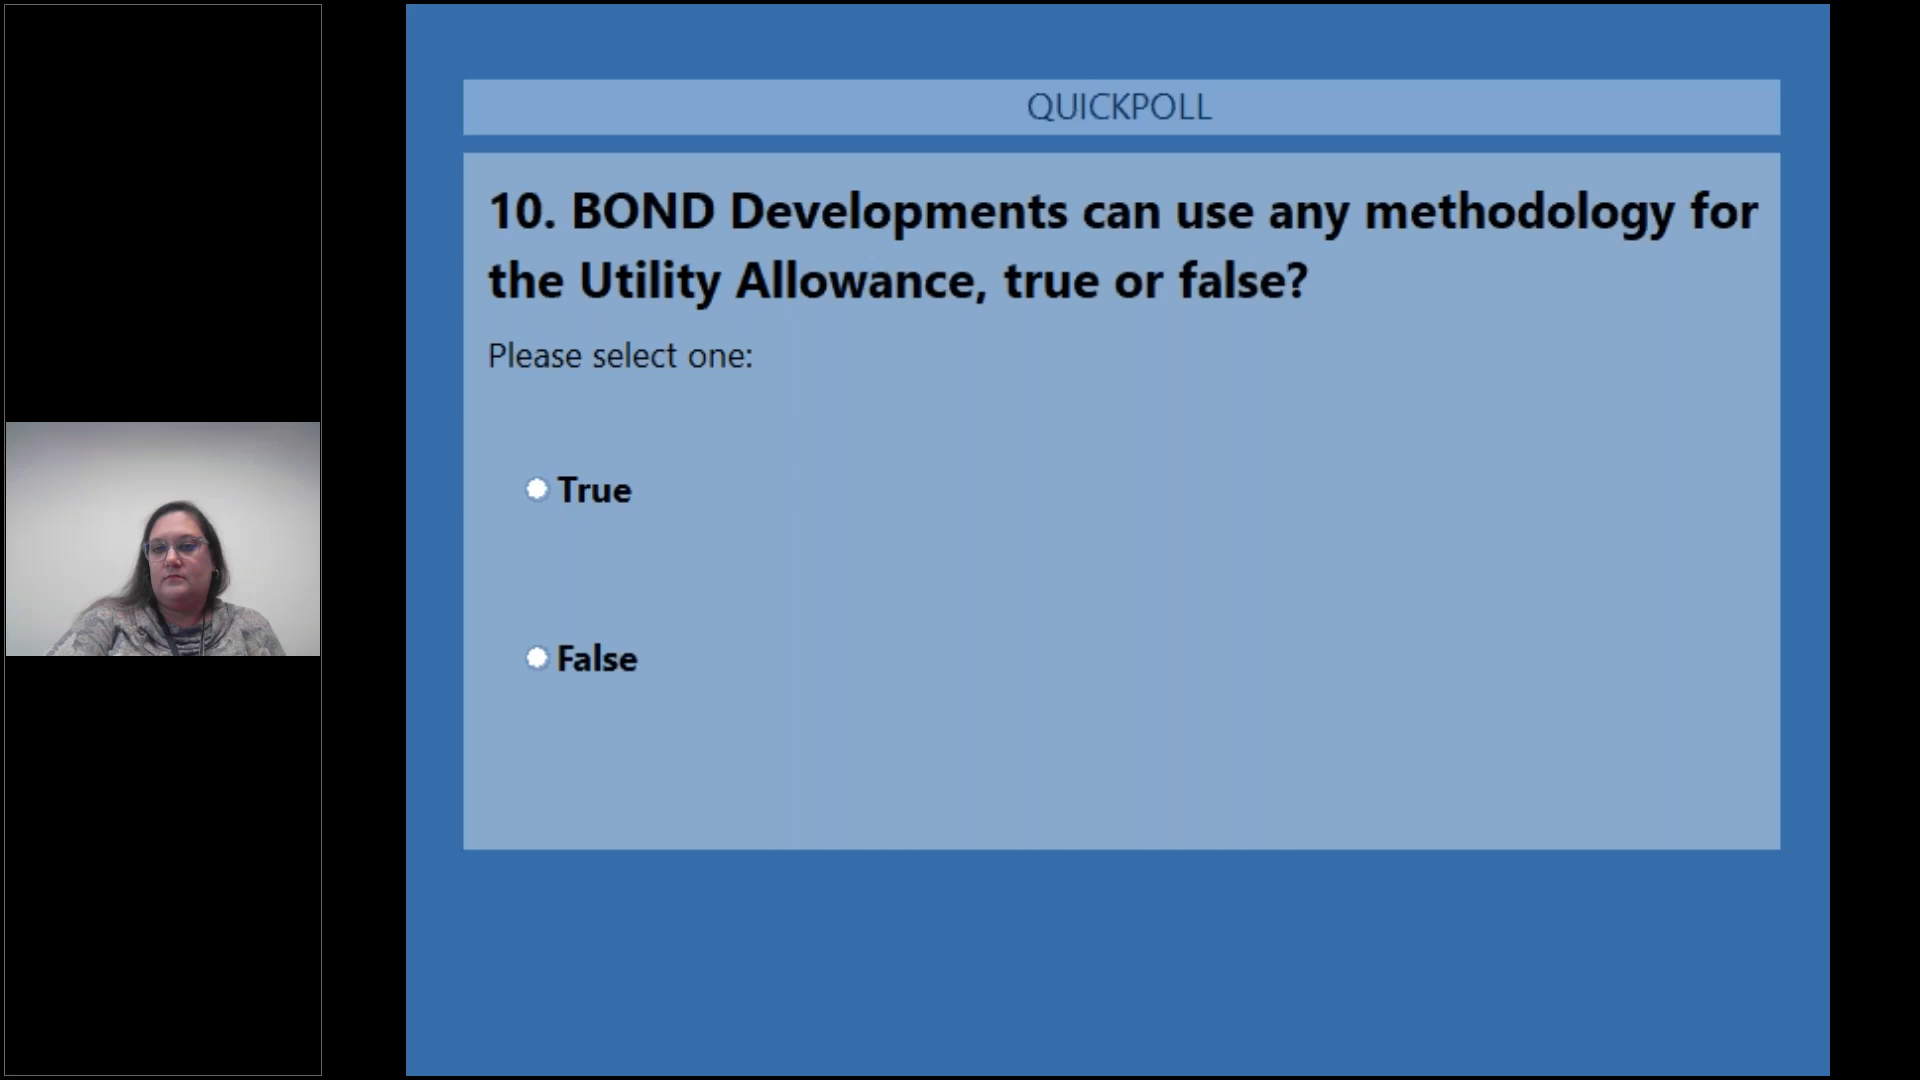 QUICKPOLL
10. BOND Developments can use any methodology for
the Utility Allowance, true or false?
Please select one:
True
False